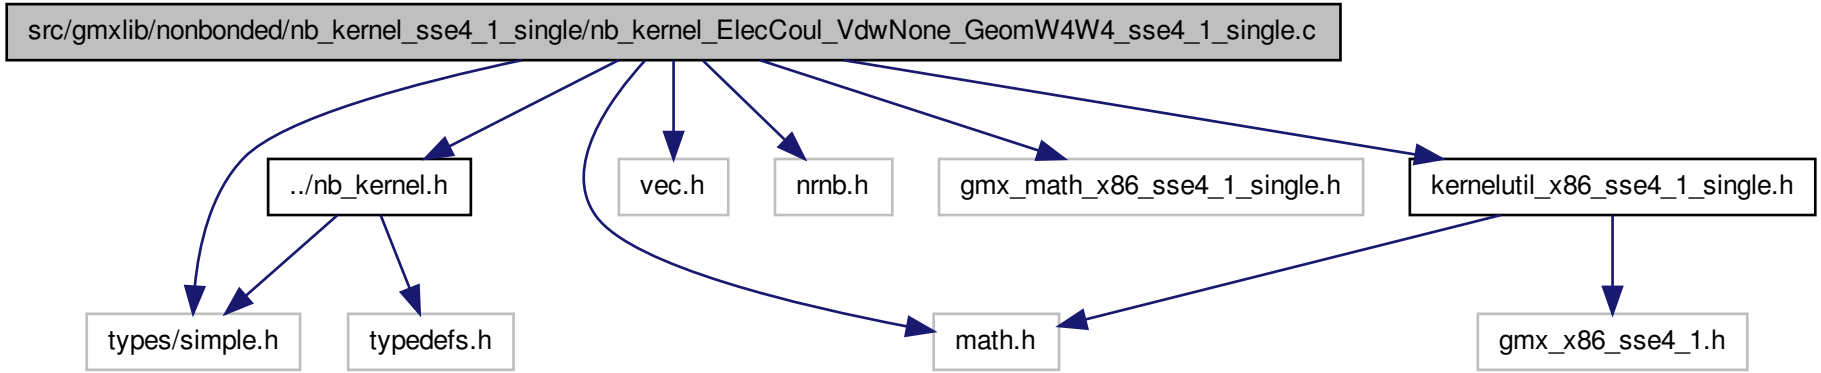 src/gmxlib/nonbonded/nb_kernel_sse4_1_single/nb_kernel_ElecCoul_VdwNone_GeomW4W4_sse4_1_single.c
../nb_kernel.h
vec.h
nrnb.h
gmx_math_x86_sse4_1_single.h
kernelutil_x86_sse4_1_single.h
types/simple.h
typedefs.h
math.h
gmx_x86_sse4_1.h